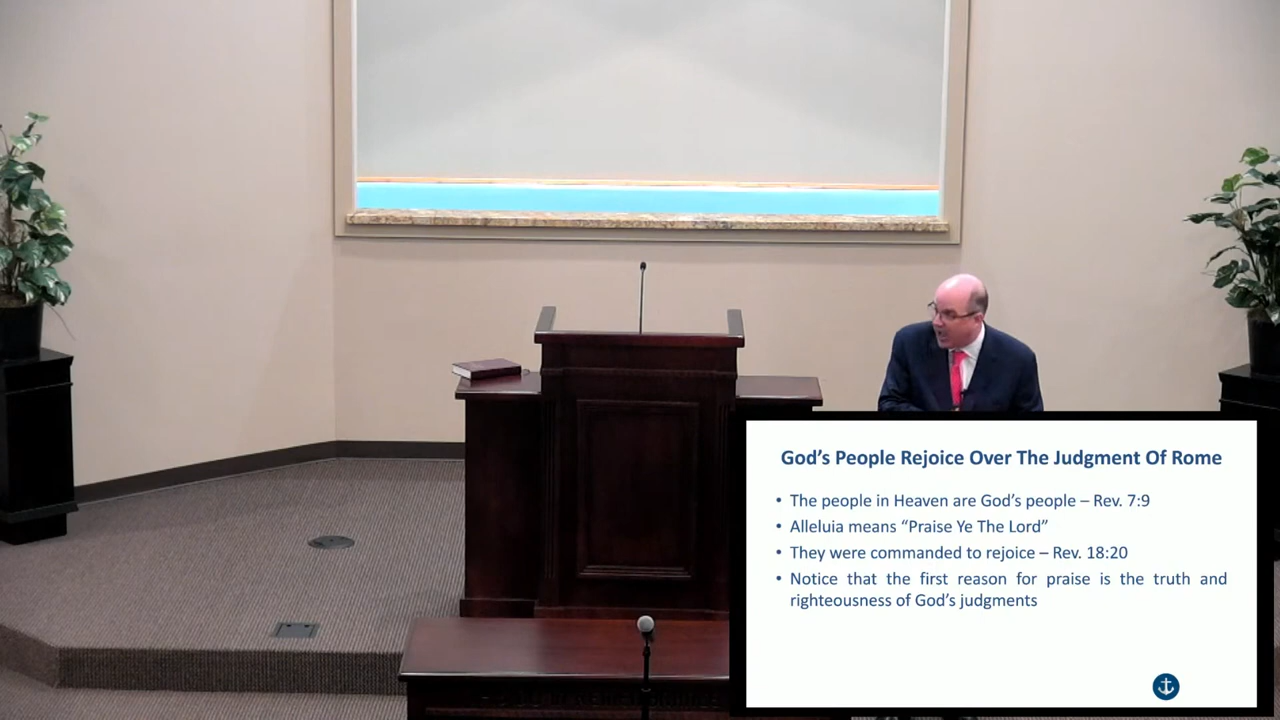 God’s People Rejoice Over The Judgment Of Rome
• The people in Heaven are God’s people – Rev. 7:9
• Alleluia means “Praise Ye The Lord”
• They were commanded to rejoice – Rev. 18:20
• Notice that the first reason for praise is the truth and
righteousness of God’s judgments